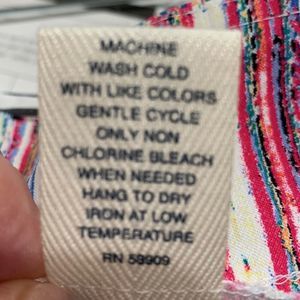 MACHINE
WASH COLD
WITH LIKE COLORS
GENTLE CYCLE
ONLY NON
CHLORINE BLEACH
WHEN NEEDED
HANG TO DRY
IRON AT LOW
TEMPERATURE
RN 58909